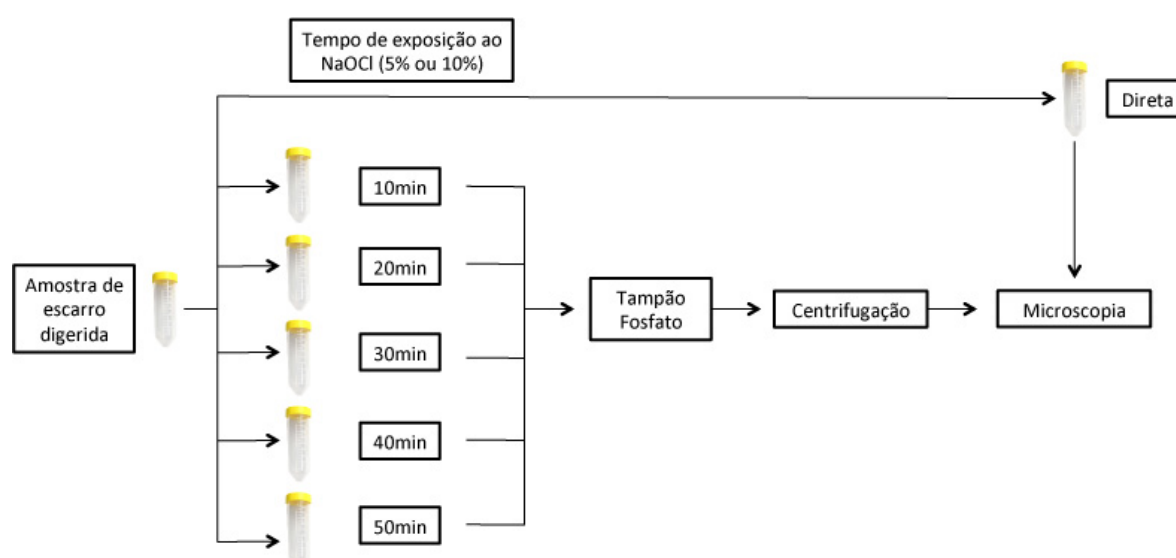 Tempo de exposição ao
NaOCl (5% ou 10%)
Direta
10min
20min
Amostra de
escarro
digerida
Tampão
Fosfato
Centrifugação
Microscopia
30min
40min
50min